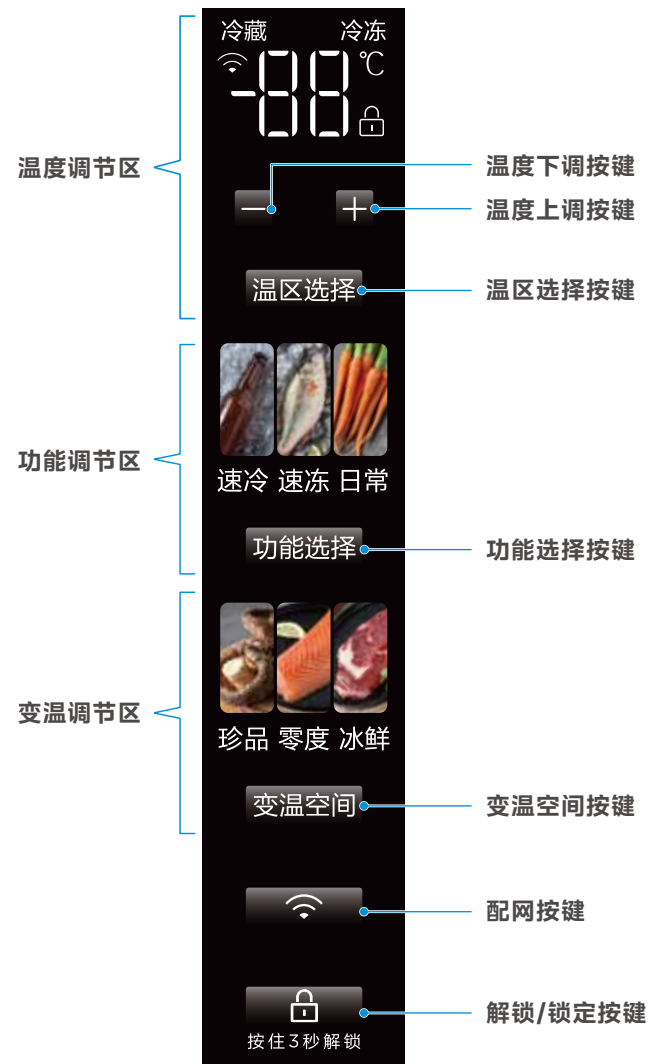 冷藏 冷冻
-88 ℃
温度调节区
温度下调按键
温度上调按键
温区选择
温区选择按键
功能调节区
速冷 速冻 日常
功能选择
功能选择按键
变温调节区
珍品 零度 冰鲜
变温空间
变温空间按键
配网按键
解锁/锁定按键
按住3秒解锁